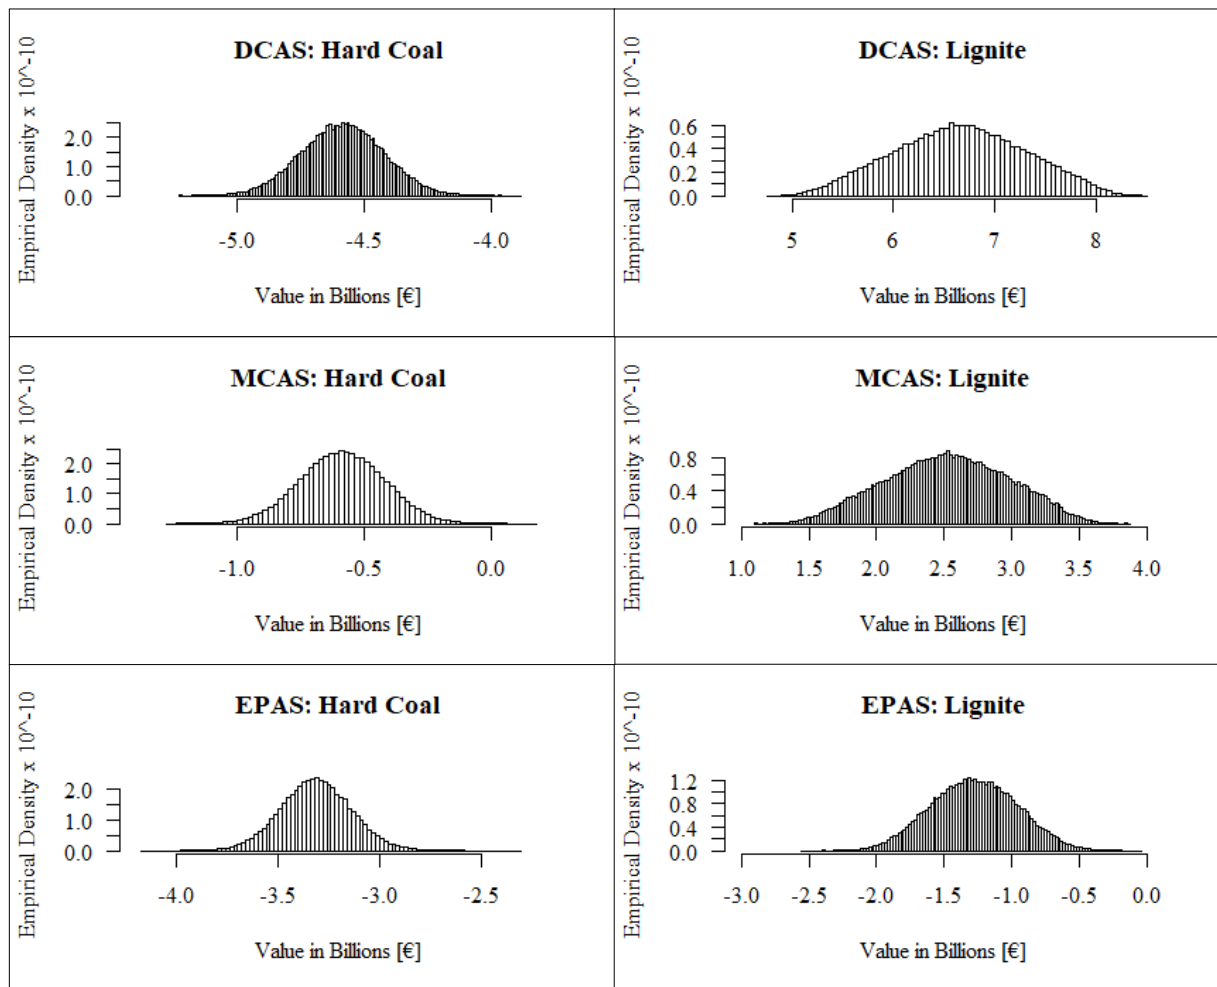 DCAS: Hard Coal
Empirical Density x 10^-10
2.0
1.0
0.0
-5.0 -4.5 -4.0
Value in Billions [€]
DCAS: Lignite
Empirical Density x 10^-10
0.6
0.4
0.2
0.0
5 6 7 8
Value in Billions [€]
MCAS: Hard Coal
Empirical Density x 10^-10
2.0
1.0
0.0
-1.0 -0.5 0.0
Value in Billions [€]
MCAS: Lignite
Empirical Density x 10^-10
0.8
0.4
0.0
1.0 1.5 2.0 2.5 3.0 3.5 4.0
Value in Billions [€]
EPAS: Hard Coal
Empirical Density x 10^-10
2.0
1.0
0.0
-4.0 -3.5 -3.0 -2.5
Value in Billions [€]
EPAS: Lignite
Empirical Density x 10^-10
1.2
0.8
0.4
0.0
-3.0 -2.5 -2.0 -1.5 -1.0 -0.5 0.0
Value in Billions [€]